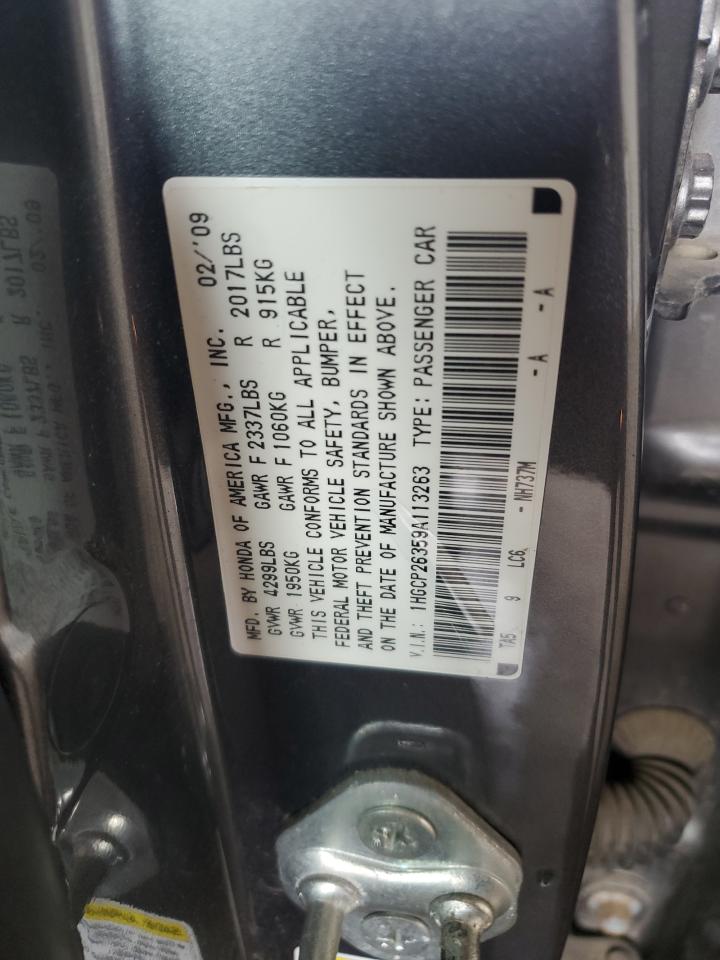 MFD. BY HONDA OF AMERICA MFG., INC. 02/'09
GVWR 4299LBS GAWR F 2337LBS R 2017LBS
GVWR 1950KG GAWR F 1060KG R 915KG
THIS VEHICLE CONFORMS TO ALL APPLICABLE
FEDERAL MOTOR VEHICLE SAFETY, BUMPER,
AND THEFT PREVENTION STANDARDS IN EFFECT
ON THE DATE OF MANUFACTURE SHOWN ABOVE.
V.I.N.: 1HGCP26359A113263 TYPE: PASSENGER CAR
TA5 9 LC6 - NH737M - A - A